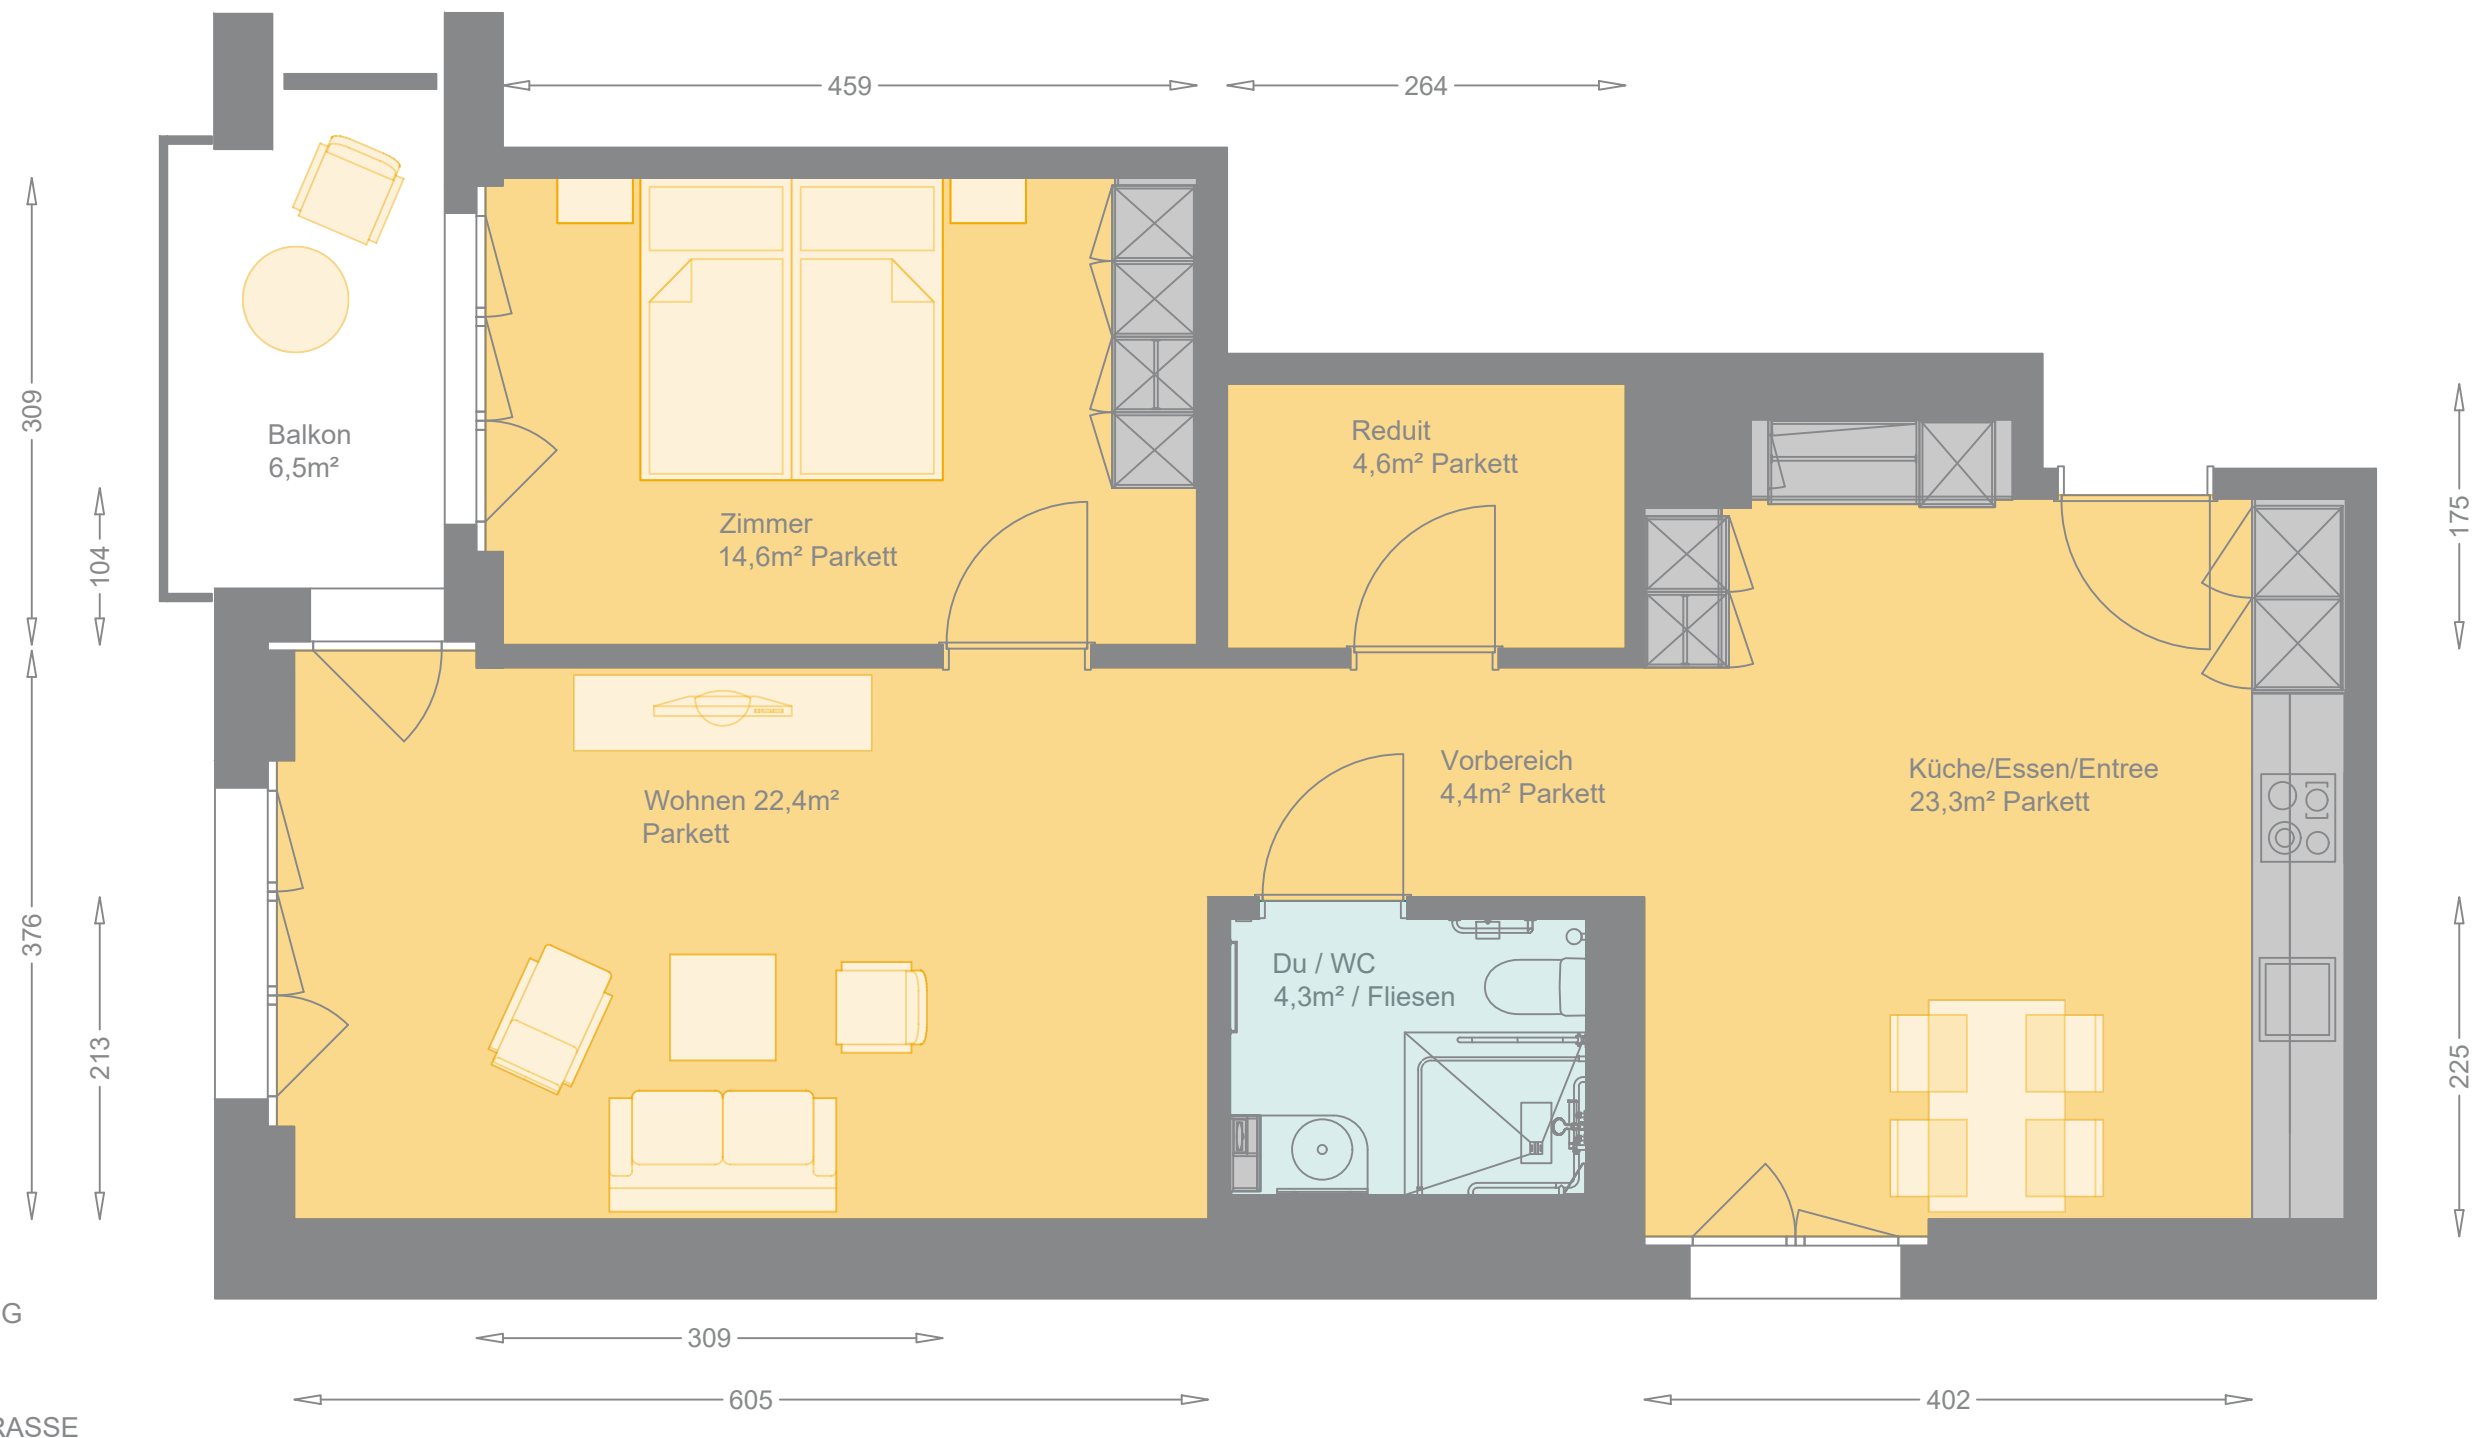 459
264
309
104
Balkon
6,5m²
Zimmer
14,6m² Parkett
Reduit
4,6m² Parkett
175
Wohnen 22,4m²
Parkett
Vorbereich
4,4m² Parkett
Küche/Essen/Entree
23,3m² Parkett
376
213
Du / WC
4,3m² / Fliesen
225
G
309
605
402
RASSE